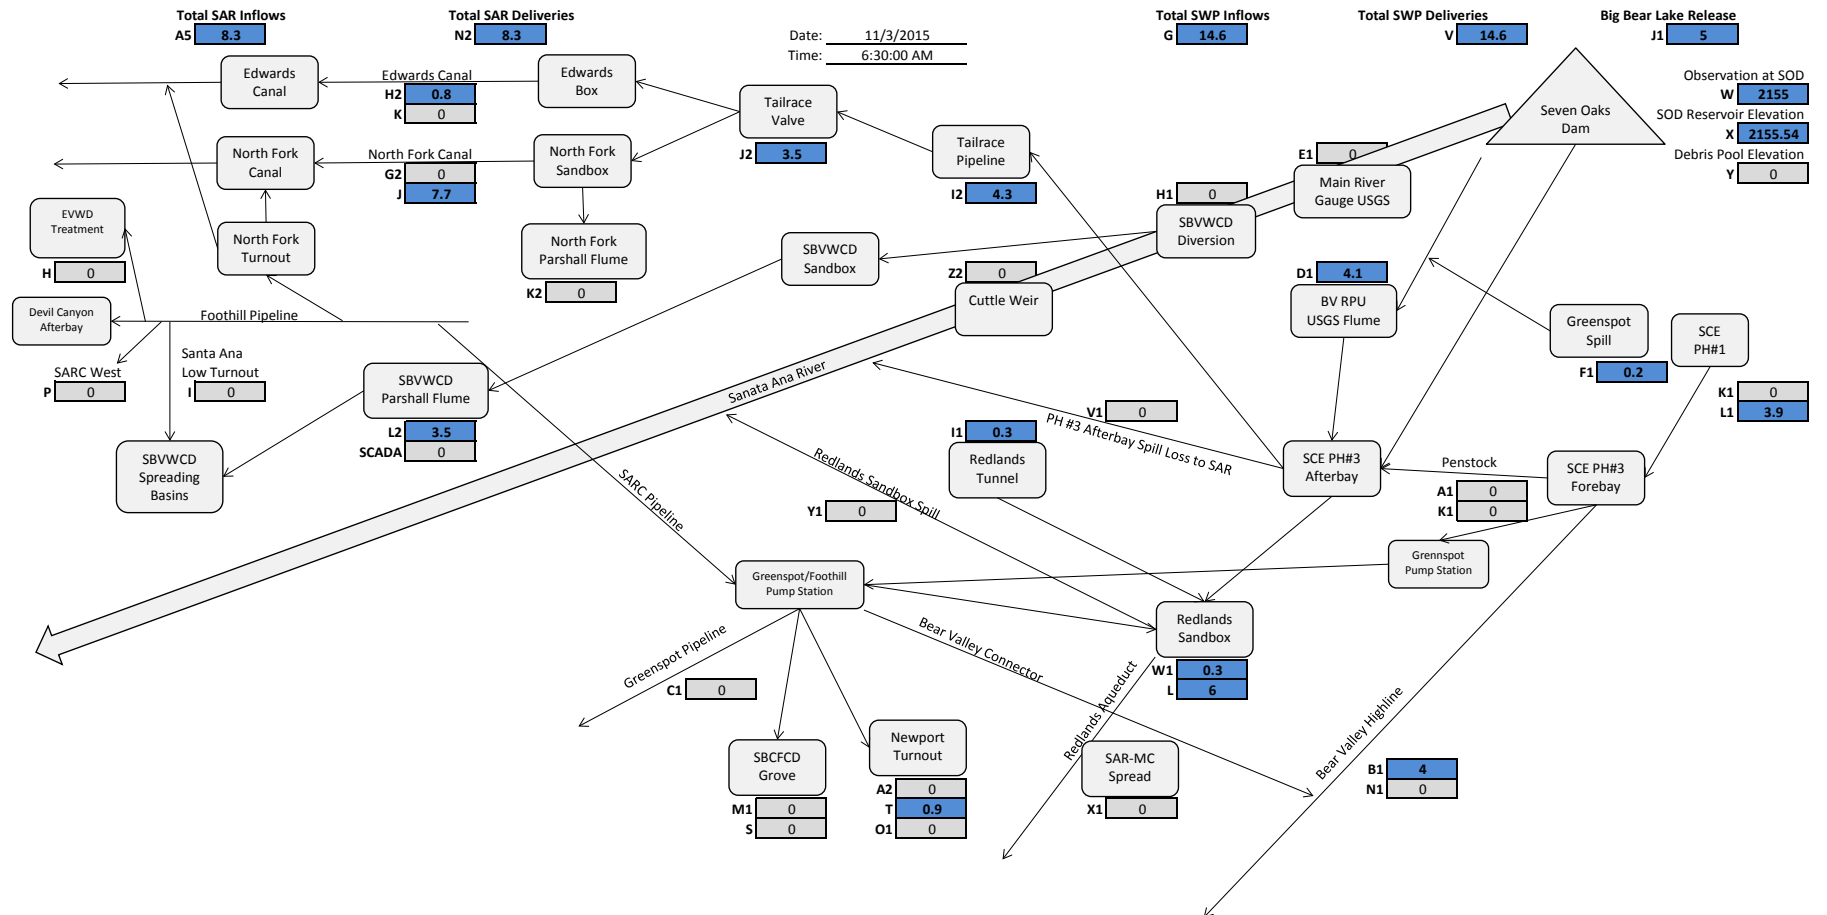 Total SAR Inflows
A5 8.3
Total SAR Deliveries
N2 8.3
Date: 11/3/2015
Time: 6:30:00 AM
Total SWP Inflows
G 14.6
Total SWP Deliveries
V 14.6
Big Bear Lake Release
J1 5
Edwards
Canal
Edwards Canal
H2 0.8
K 0
Edwards
Box
Tailrace
Valve
J2 3.5
Tailrace
Pipeline
I2 4.3
Seven Oaks
Dam
Observation at SOD
W 2155
SOD Reservoir Elevation
X 2155.54
Debris Pool Elevation
Y 0
North Fork
Canal
North Fork Canal
G2 0
J 7.7
North Fork
Sandbox
E1 0
Main River
Gauge USGS
H1 0
SBVWCD
Diversion
EVWD
Treatment
H 0
North Fork
Turnout
North Fork
Parshall Flume
K2 0
SBVWCD
Sandbox
Z2 0
Cuttle Weir
D1 4.1
BV RPU
USGS Flume
Greenspot
Spill
F1 0.2
SCE
PH#1
K1 0
L1 3.9
Devil Canyon
Afterbay
Foothill Pipeline
SARC West
P 0
Santa Ana
Low Turnout
I 0
SBVWCD
Parshall Flume
L2 3.5
SCADA 0
Sanata Ana River
V1 0
PH #3 Afterbay Spill Loss to SAR
I1 0.3
Redlands
Tunnel
SCE PH#3
Afterbay
Penstock
A1 0
K1 0
SCE PH#3
Forebay
SBVWCD
Spreading
Basins
SARC Pipeline
Redlands Sandbox Spill
Y1 0
Grennspot
Pump Station
Greenspot/Foothill
Pump Station
Redlands
Sandbox
W1 0.3
L 6
Greenspot Pipeline
C1 0
Bear Valley Connector
Redlands Aqueduct
Bear Valley Highline
SBCFCD
Grove
M1 0
S 0
Newport
Turnout
A2 0
T 0.9
O1 0
SAR-MC
Spread
X1 0
B1 4
N1 0